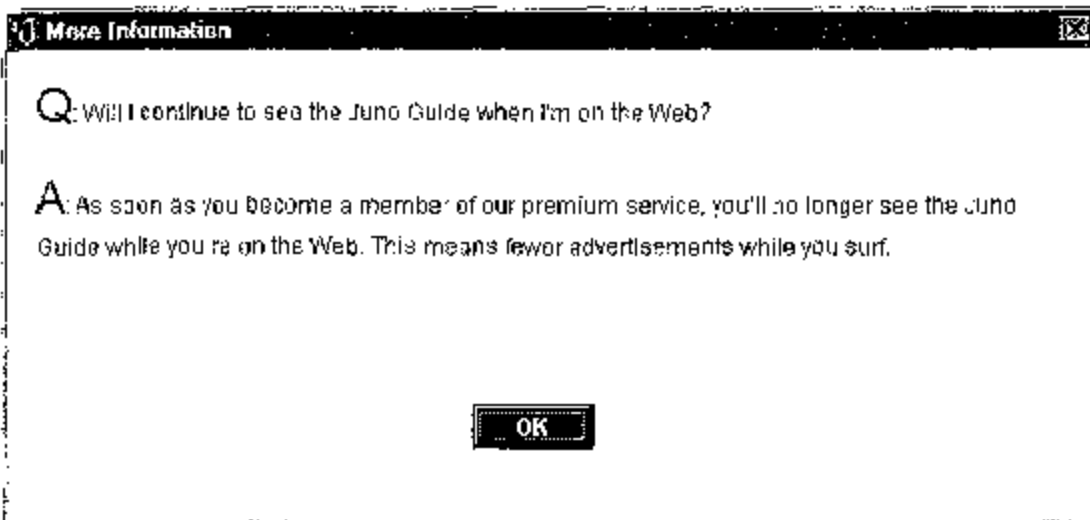 More Information
Q: Will I continue to see the Juno Guide when I'm on the Web?
A: As soon as you become a member of our premium service, you'll no longer see the Juno
Guide while you're on the Web. This means fewer advertisements while you surf.
OK